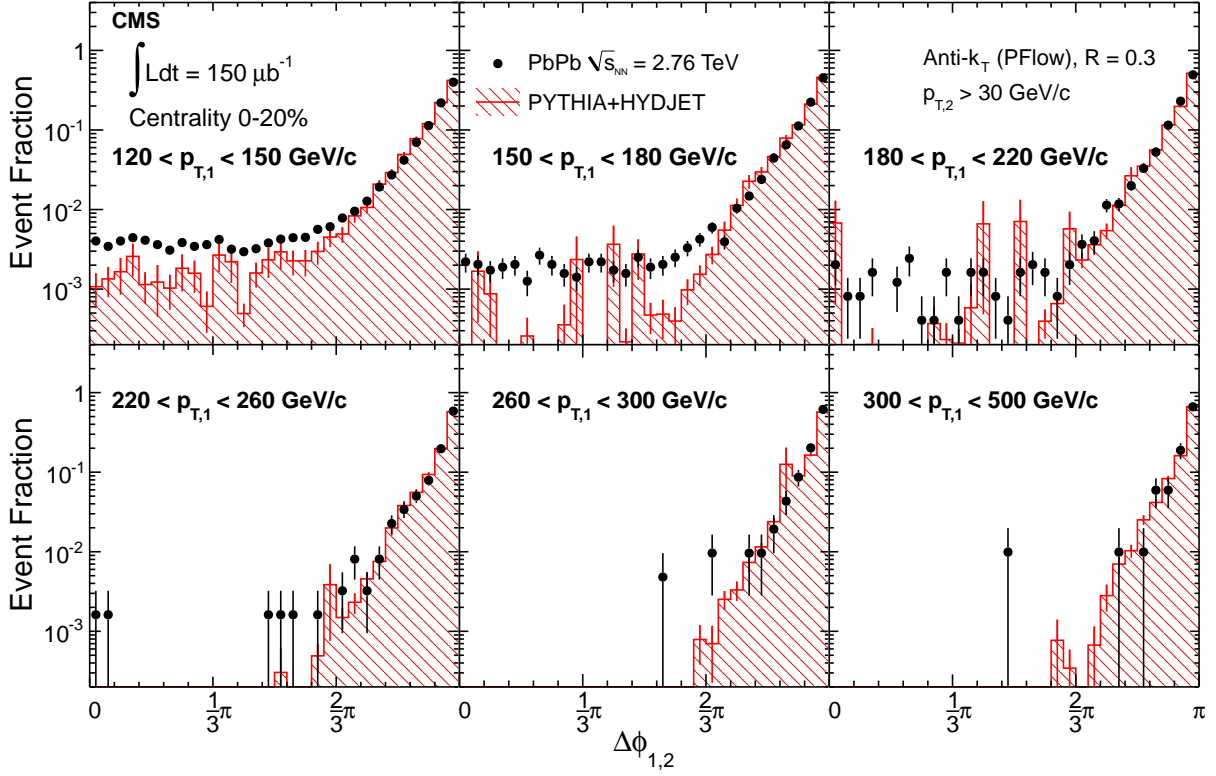 CMS
∫Ldt = 150 μb⁻¹
Centrality 0-20%
120 < p_T,1 < 150 GeV/c
PbPb √s_NN = 2.76 TeV
PYTHIA+HYDJET
150 < p_T,1 < 180 GeV/c
Anti-k_T (PFlow), R = 0.3
p_T,2 > 30 GeV/c
180 < p_T,1 < 220 GeV/c
Event Fraction
1
10⁻¹
10⁻²
10⁻³
220 < p_T,1 < 260 GeV/c
260 < p_T,1 < 300 GeV/c
300 < p_T,1 < 500 GeV/c
Event Fraction
1
10⁻¹
10⁻²
10⁻³
0 1/3π 2/3π 0 1/3π 2/3π 0 1/3π 2/3π π
Δϕ_1,2